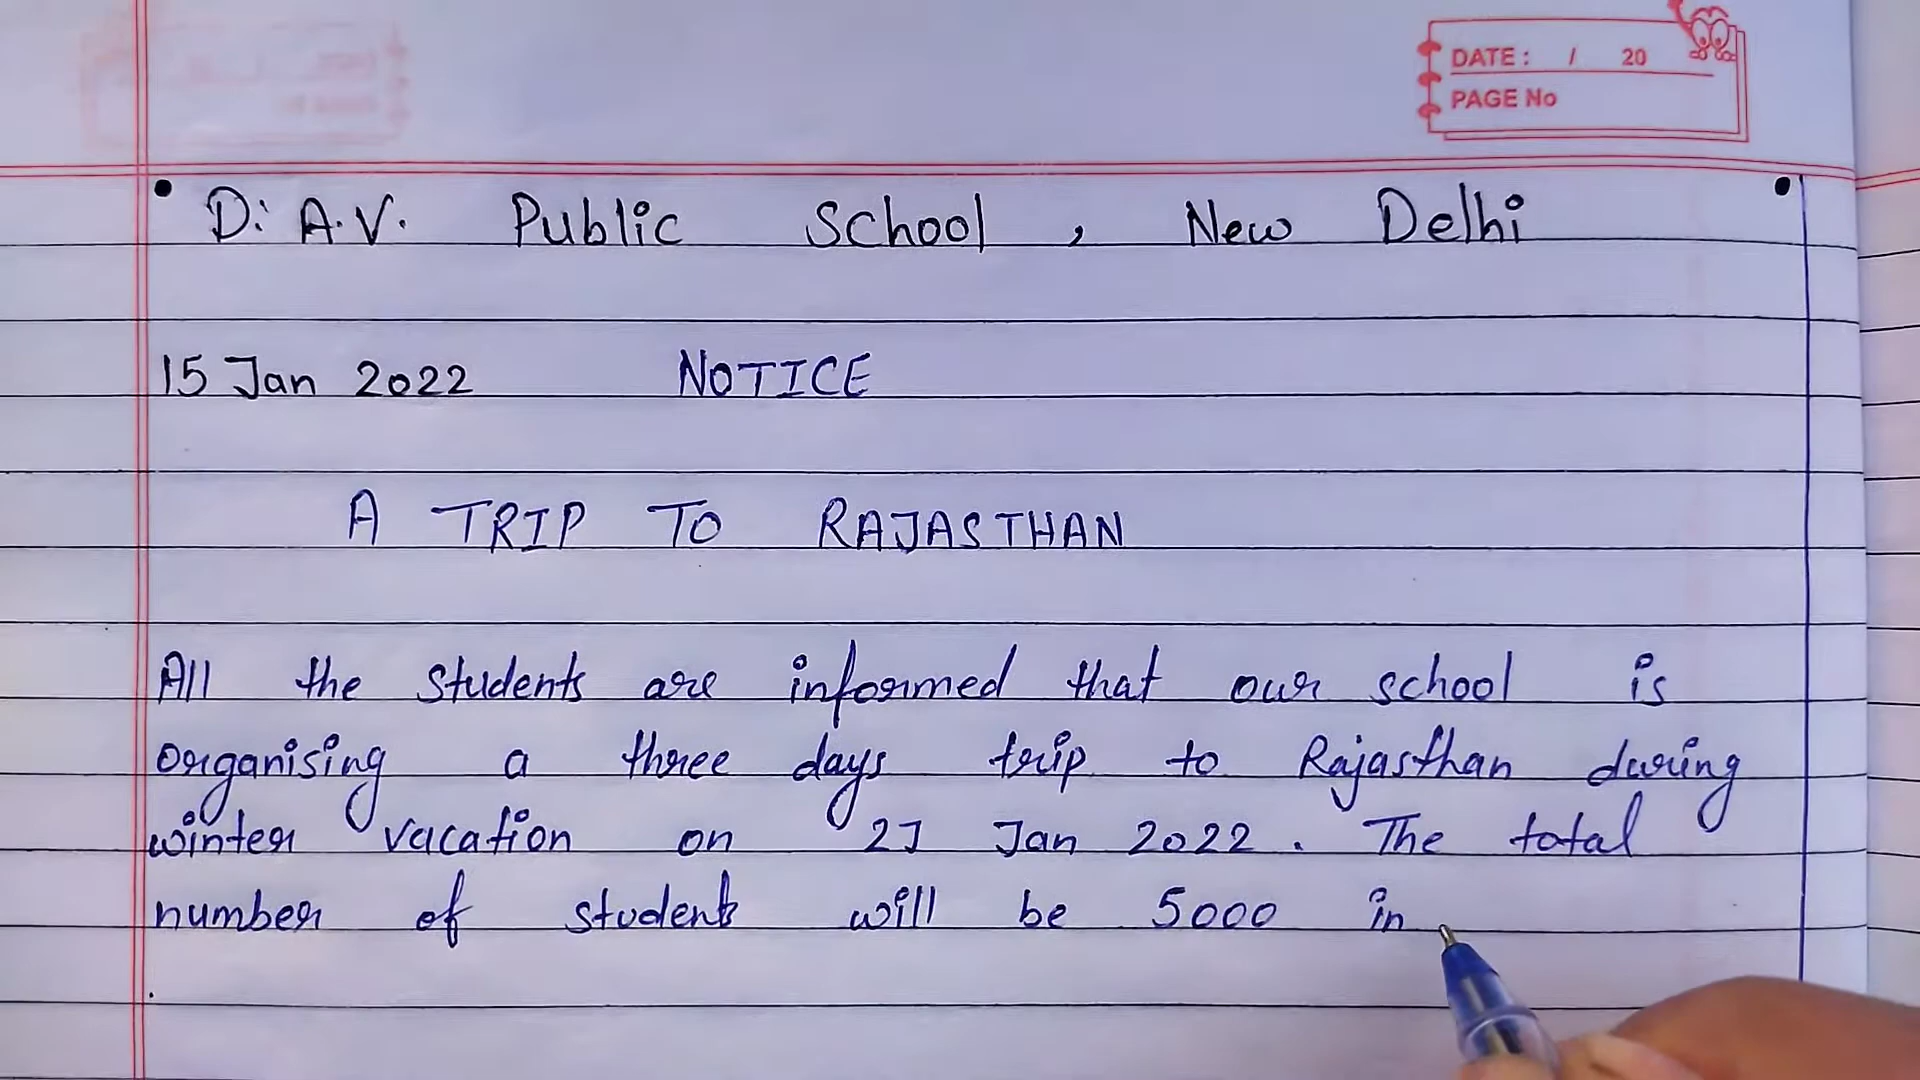 DATE : / 20
PAGE No
D. A.V. Public School, New Delhi
15 Jan 2022 NOTICE
A TRIP TO RAJASTHAN
All the students are informed that our school is
organising a three days trip to Rajasthan during
winter vacation on 27 Jan 2022. The total
number of students will be 5000 in